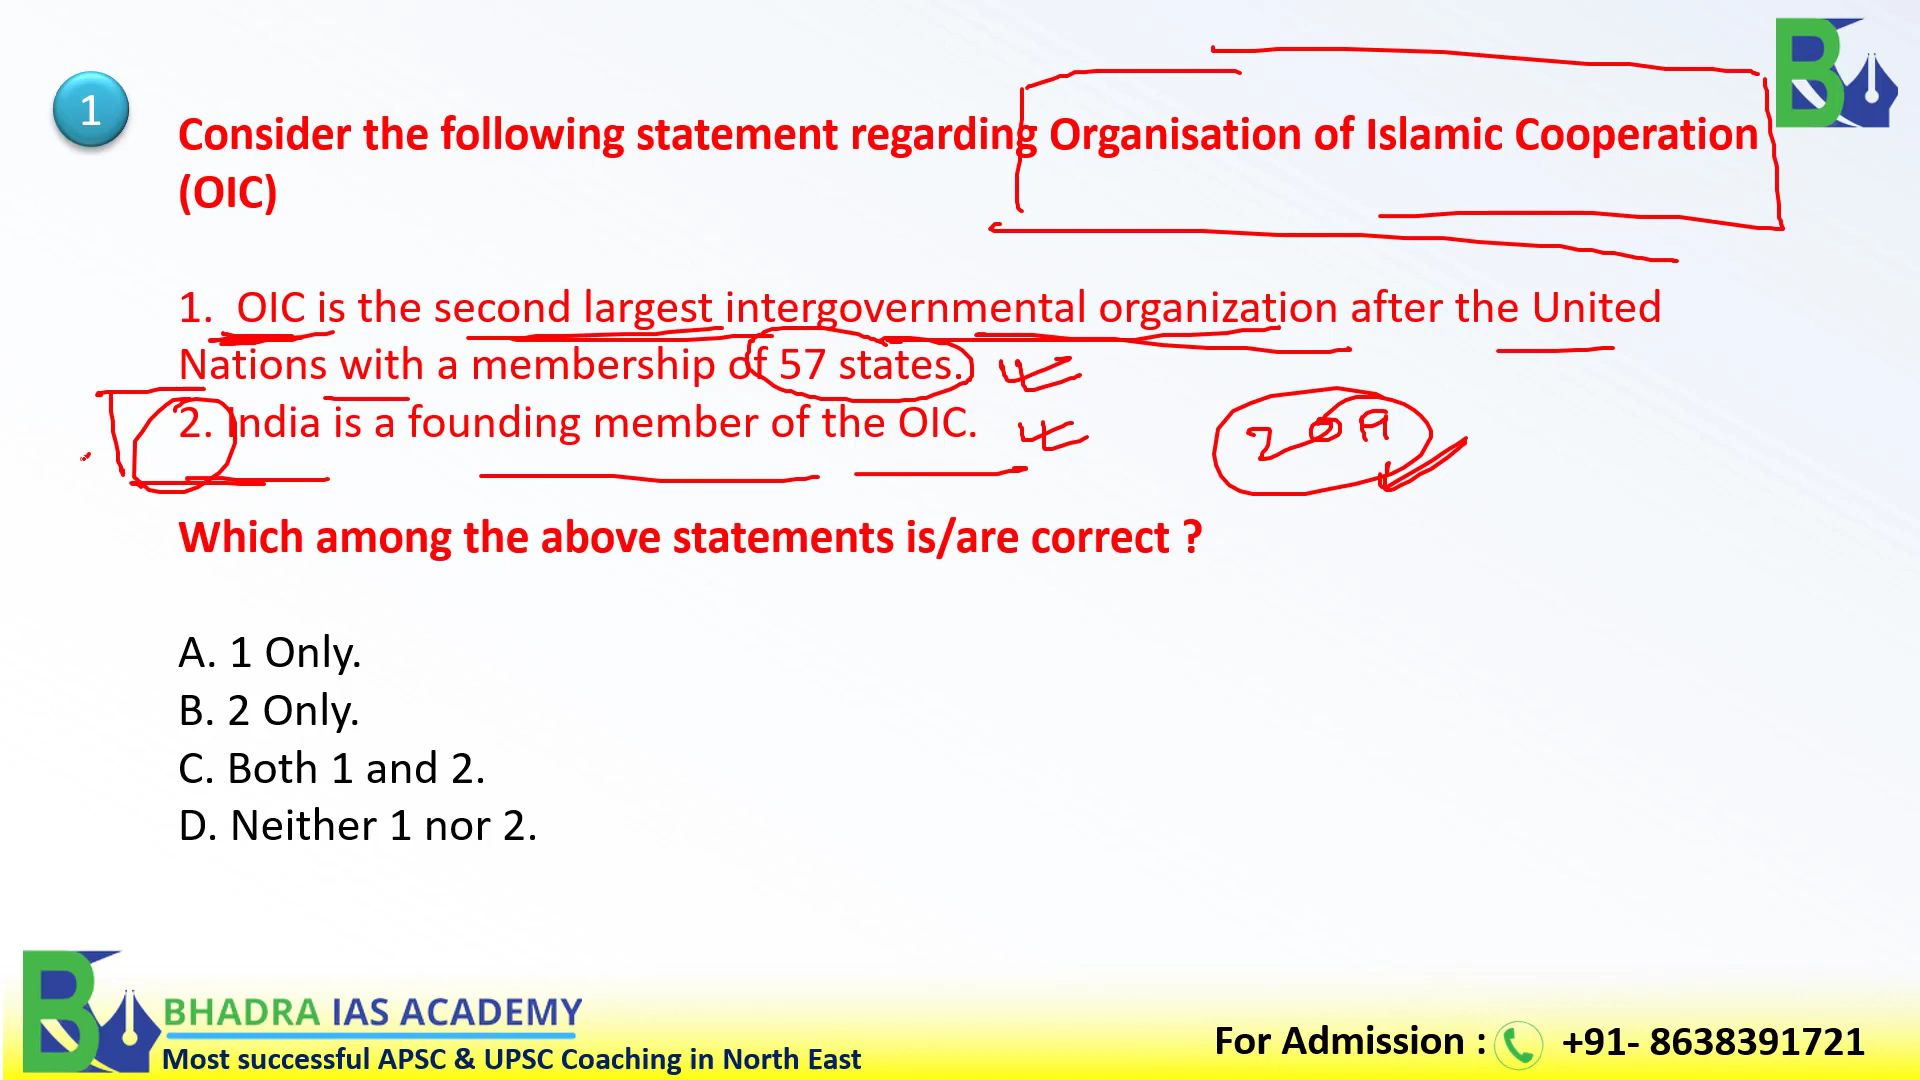 1
Consider the following statement regarding Organisation of Islamic Cooperation
(OIC)
1. OIC is the second largest intergovernmental organization after the United
Nations with a membership of 57 states.
2. India is a founding member of the OIC.
Which among the above statements is/are correct ?
A. 1 Only.
B. 2 Only.
C. Both 1 and 2.
D. Neither 1 nor 2.
BHADRA IAS ACADEMY
Most successful APSC & UPSC Coaching in North East
For Admission : +91- 8638391721